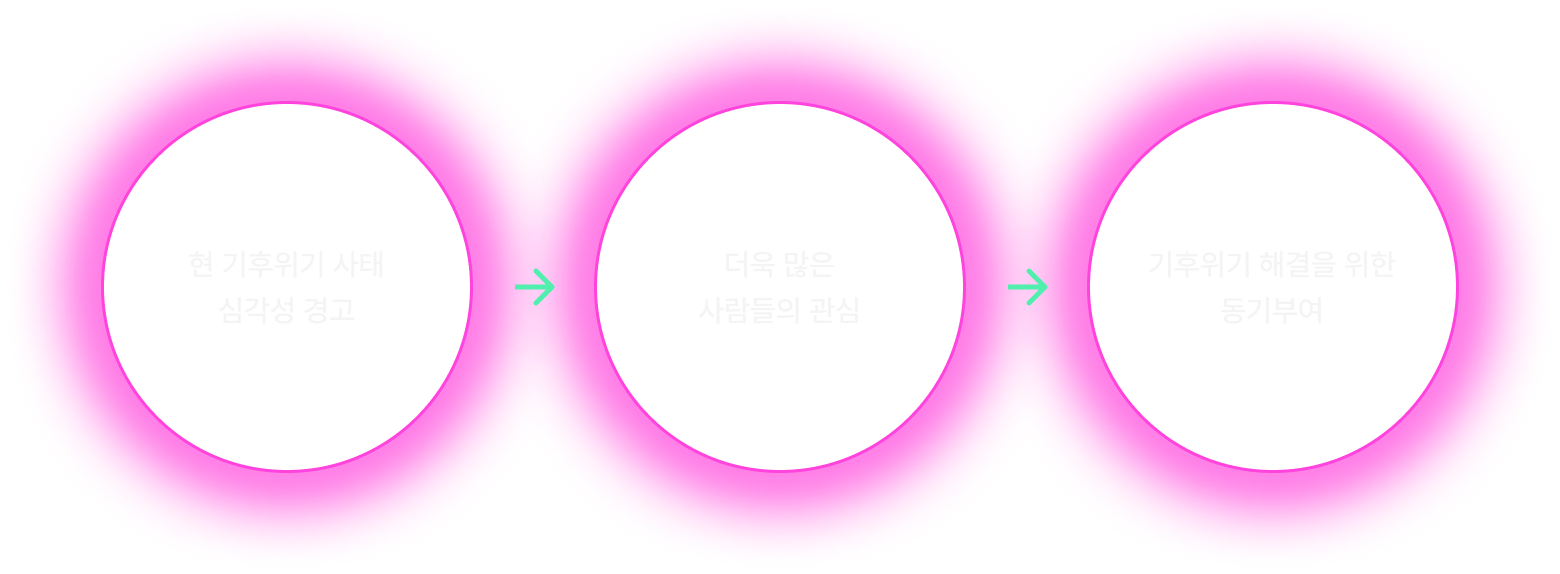 현 기후위기 사태
심각성 경고
더욱 많은
사람들의 관심
기후위기 해결을 위한
동기부여